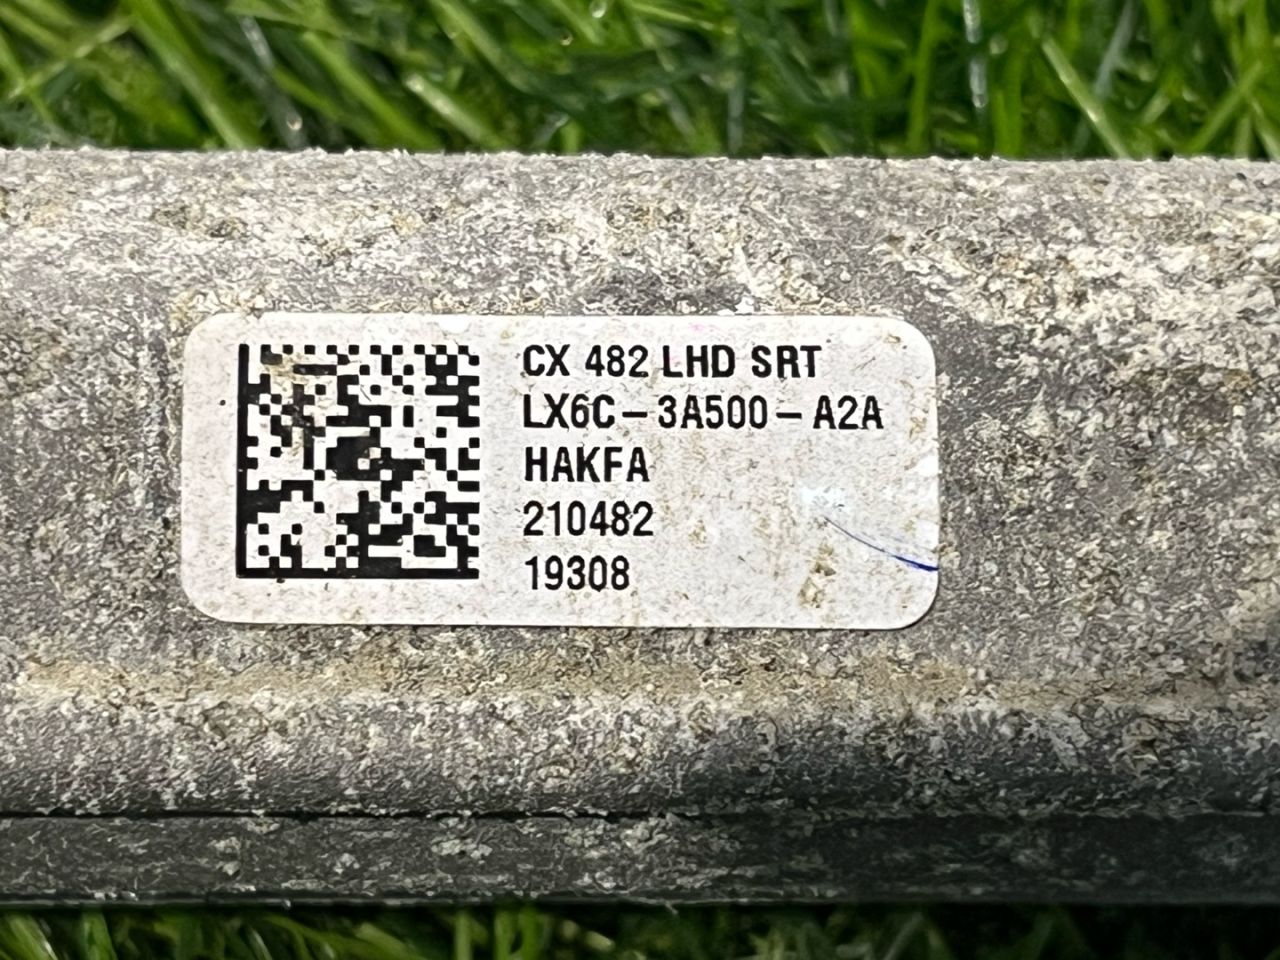 CX 482 LHD SRT
LX6C-3A500-A2A
HAKFA
210482
19308